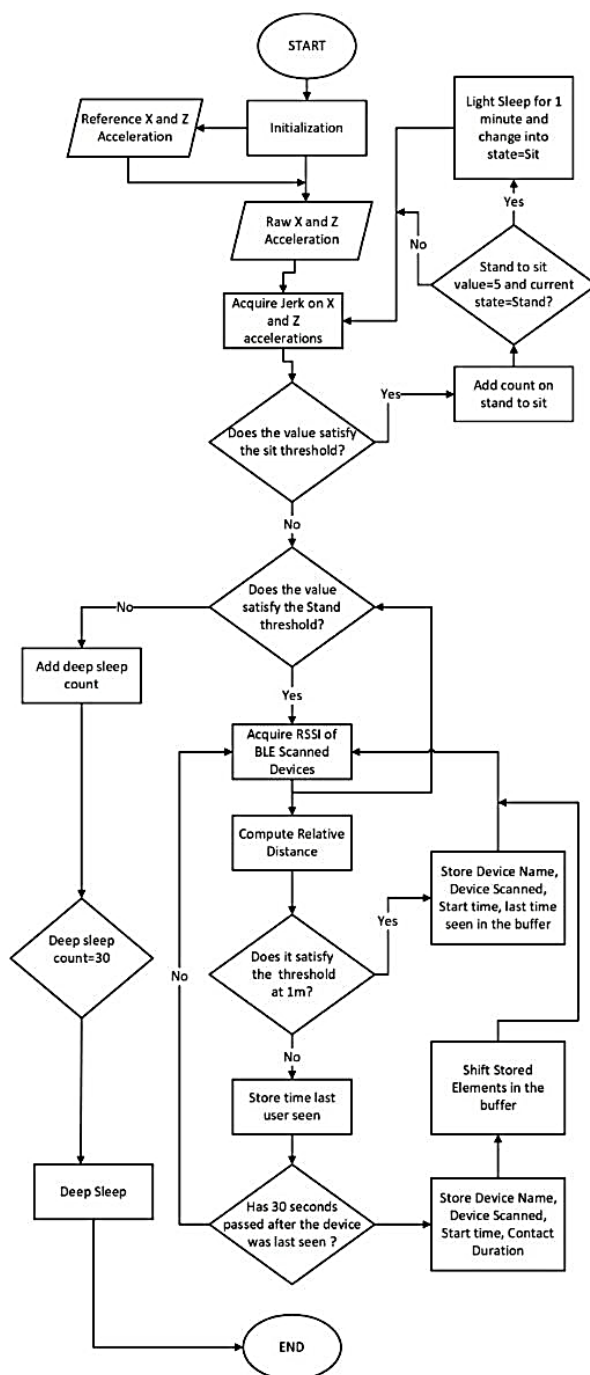 START
Reference X and Z
Acceleration
Initialization
Light Sleep for 1
minute and
change into
state=Sit
Yes
Raw X and Z
Acceleration
No
Stand to sit
value=5 and current
state=Stand?
Acquire Jerk on X
and Z
accelerations
Yes
Add count on
stand to sit
Does the value satisfy
the sit threshold?
No
Does the value
satisfy the Stand
threshold?
No
Add deep sleep
count
Yes
Acquire RSSI of
BLE Scanned
Devices
Compute Relative
Distance
Store Device Name,
Device Scanned,
Start time, last time
seen in the buffer
Yes
Deep sleep
count=30
No
Does it satisfy
the threshold
at 1m?
No
Shift Stored
Elements in the
buffer
Store time last
user seen
Deep Sleep
Has 30 seconds
passed after the device
was last seen ?
Store Device Name,
Device Scanned,
Start time, Contact
Duration
END